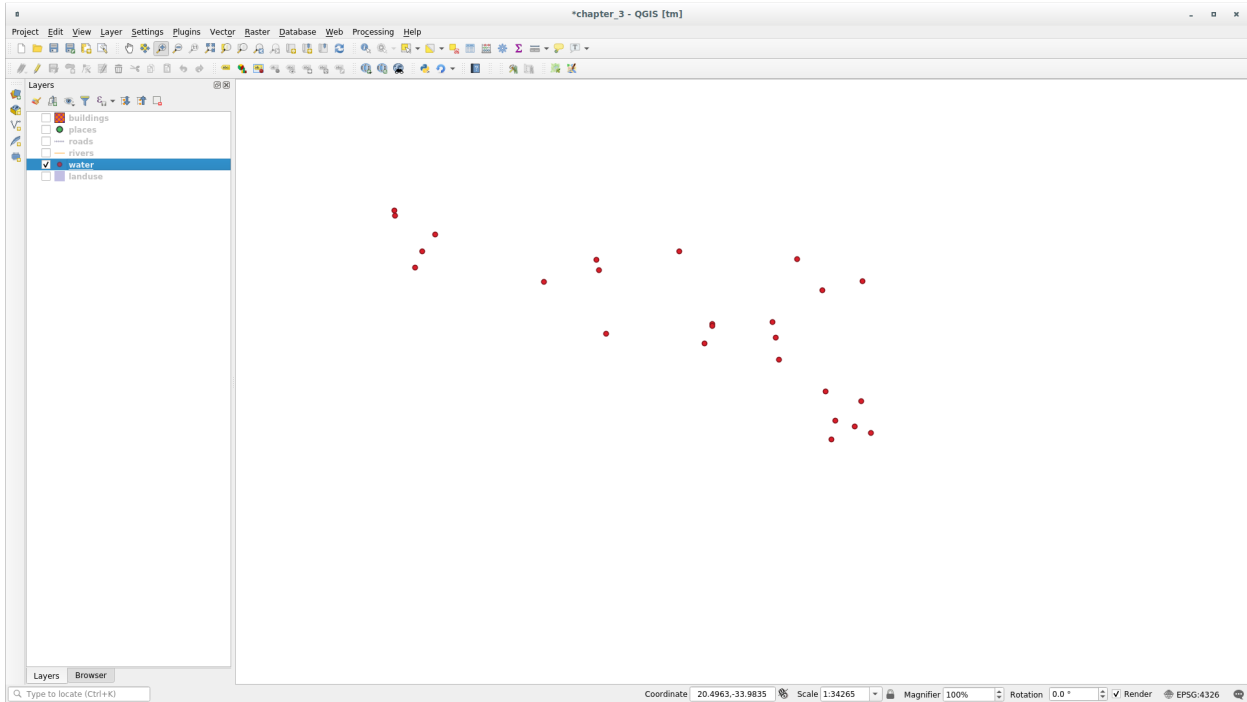 *chapter_3 - QGIS [tm]
Project Edit View Layer Settings Plugins Vector Raster Database Web Processing Help
Layers
buildings
places
roads
rivers
water
landuse
Layers Browser
Type to locate (Ctrl+K) Coordinate 20.4963,-33.9835 Scale 1:34265 Magnifier 100% Rotation 0.0 ° Render EPSG:4326